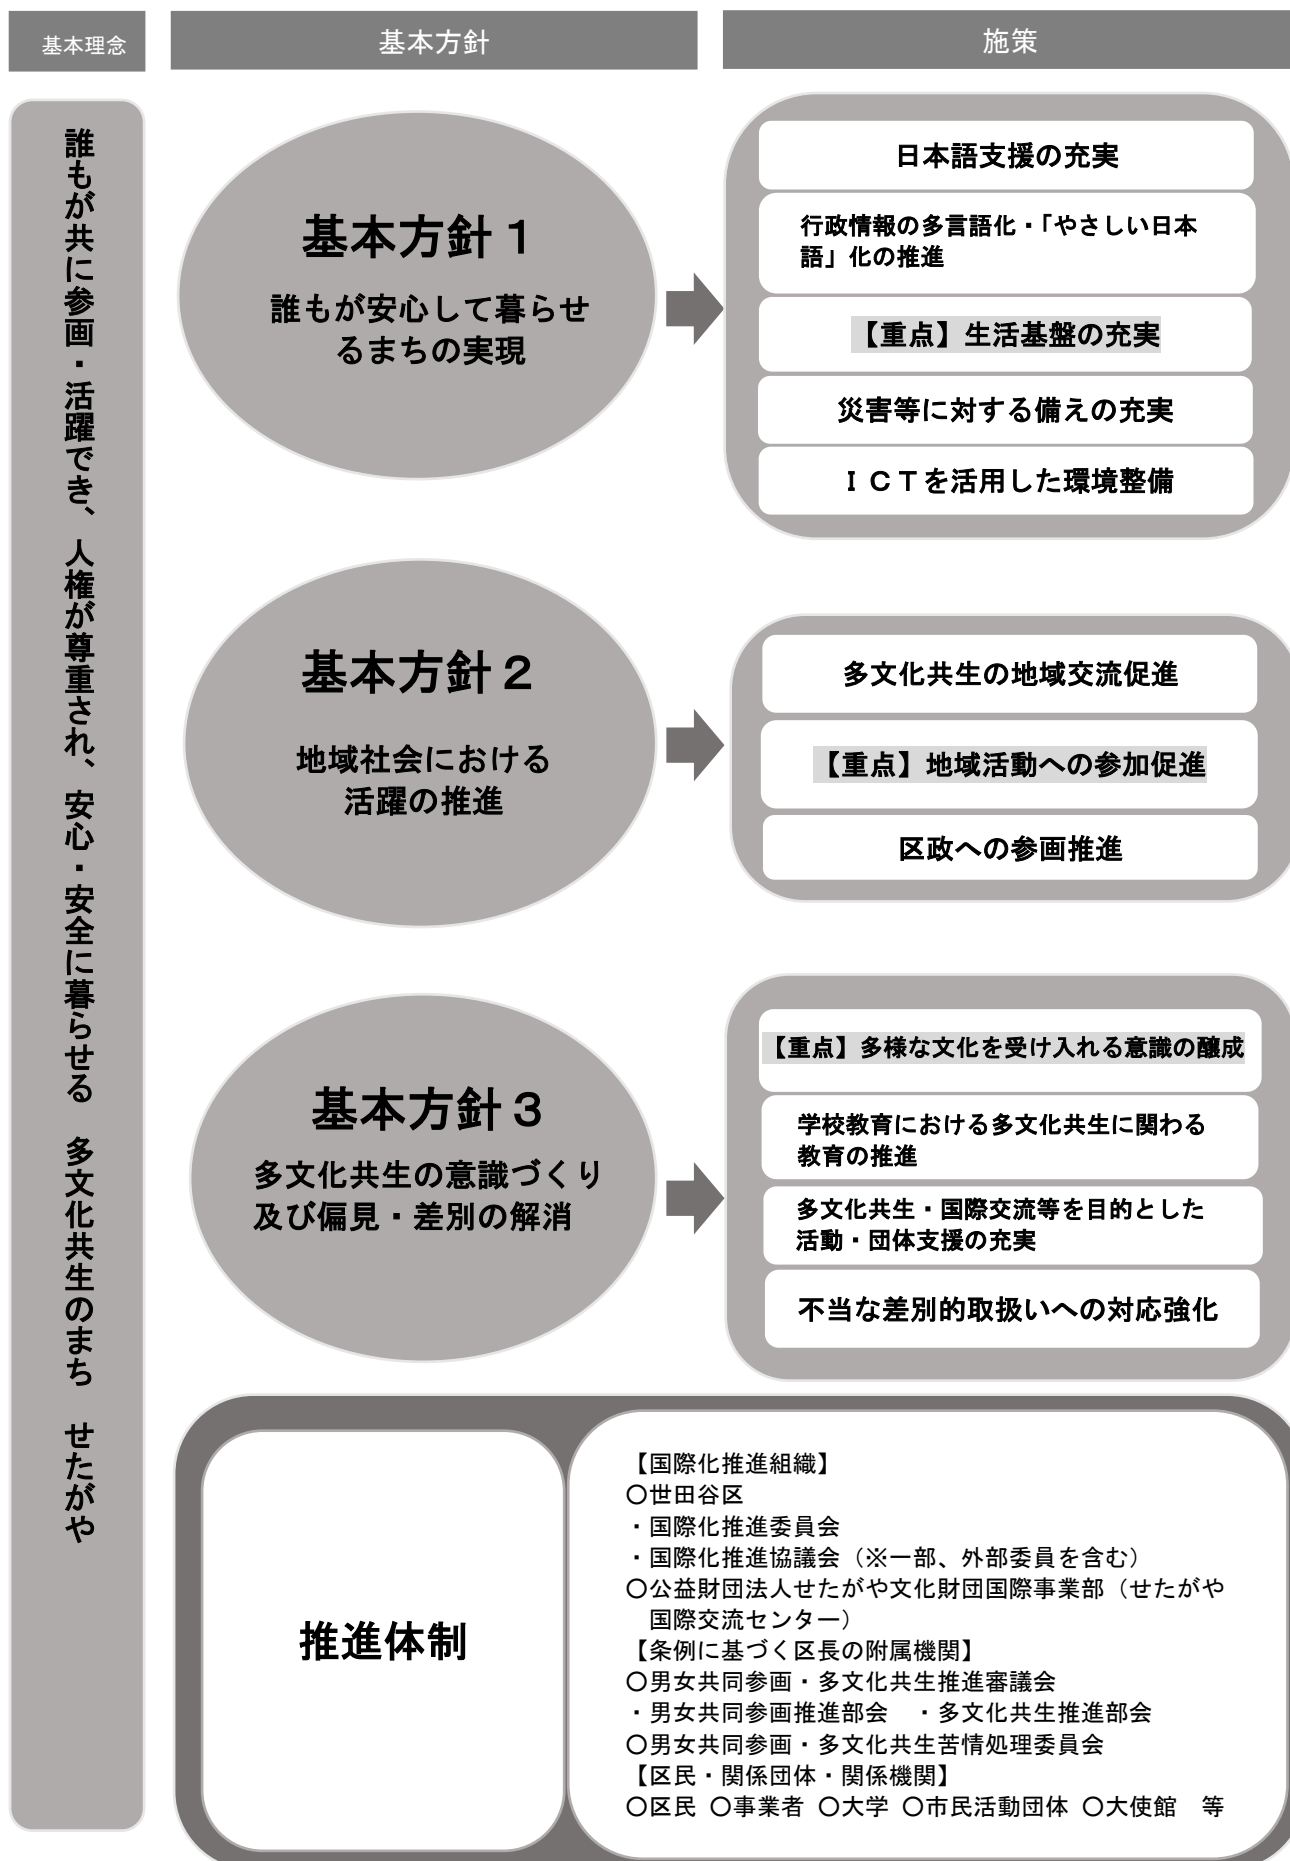 基本理念
基本方針
施策
誰もが共に参画・活躍でき、人権が尊重され、安心・安全に暮らせる　多文化共生のまち　せたがや
基本方針１
誰もが安心して暮らせ
るまちの実現
日本語支援の充実
行政情報の多言語化・「やさしい日本
語」化の推進
【重点】生活基盤の充実
災害等に対する備えの充実
ＩＣＴを活用した環境整備
基本方針２
地域社会における
活躍の推進
多文化共生の地域交流促進
【重点】地域活動への参加促進
区政への参画推進
基本方針３
多文化共生の意識づくり
及び偏見・差別の解消
【重点】多様な文化を受け入れる意識の醸成
学校教育における多文化共生に関わる
教育の推進
多文化共生・国際交流等を目的とした
活動・団体支援の充実
不当な差別的取扱いへの対応強化
推進体制
【国際化推進組織】
〇世田谷区
・国際化推進委員会
・国際化推進協議会（※一部、外部委員を含む）
〇公益財団法人せたがや文化財団国際事業部（せたがや
国際交流センター）
【条例に基づく区長の附属機関】
〇男女共同参画・多文化共生推進審議会
・男女共同参画推進部会　・多文化共生推進部会
〇男女共同参画・多文化共生苦情処理委員会
【区民・関係団体・関係機関】
〇区民 〇事業者 〇大学 〇市民活動団体 〇大使館　等